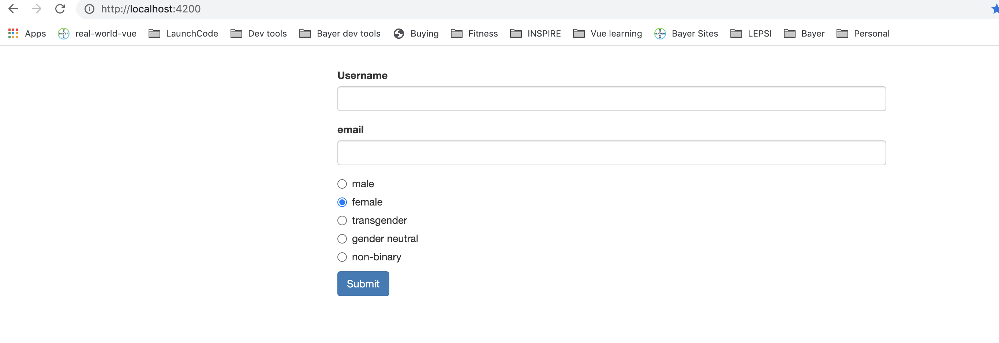 http://localhost:4200
Apps real-world-vue LaunchCode Dev tools Bayer dev tools Buying Fitness INSPIRE Vue learning Bayer Sites LEPSI Bayer Personal
Username
email
male
female
transgender
gender neutral
non-binary
Submit